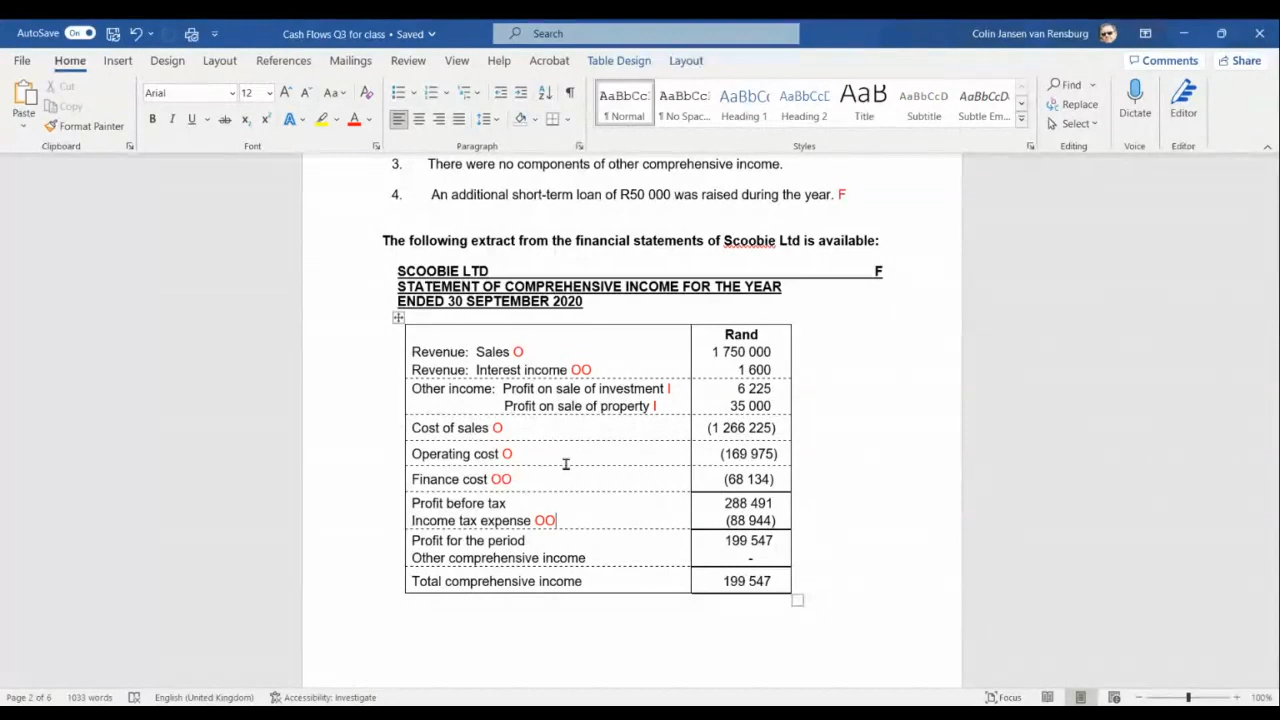 AutoSave On Cash Flows Q3 for class • Saved Search Colin Jansen van Rensburg
File Home Insert Design Layout References Mailings Review View Help Acrobat Table Design Layout Comments Share
Paste Cut Copy Format Painter
Arial 12
AaBbCc AaBbCc AaBbCc AaBbCcD AaB AaBbCcD AaBbCcD
¶ Normal ¶ No Spac... Heading 1 Heading 2 Title Subtitle Subtle Em...
Find Replace Select Dictate Editor
Clipboard Font Paragraph Styles Editing Voice Editor
3. There were no components of other comprehensive income.
4. An additional short-term loan of R50 000 was raised during the year. F
The following extract from the financial statements of Scoobie Ltd is available:
SCOOBIE LTD F
STATEMENT OF COMPREHENSIVE INCOME FOR THE YEAR
ENDED 30 SEPTEMBER 2020
Rand
Revenue: Sales O 1 750 000
Revenue: Interest income OO 1 600
Other income: Profit on sale of investment I 6 225
Profit on sale of property I 35 000
Cost of sales O (1 266 225)
Operating cost O (169 975)
Finance cost OO (68 134)
Profit before tax 288 491
Income tax expense OO (88 944)
Profit for the period 199 547
Other comprehensive income -
Total comprehensive income 199 547
Page 2 of 6 1033 words English (United Kingdom) Accessibility: Investigate Focus 100%